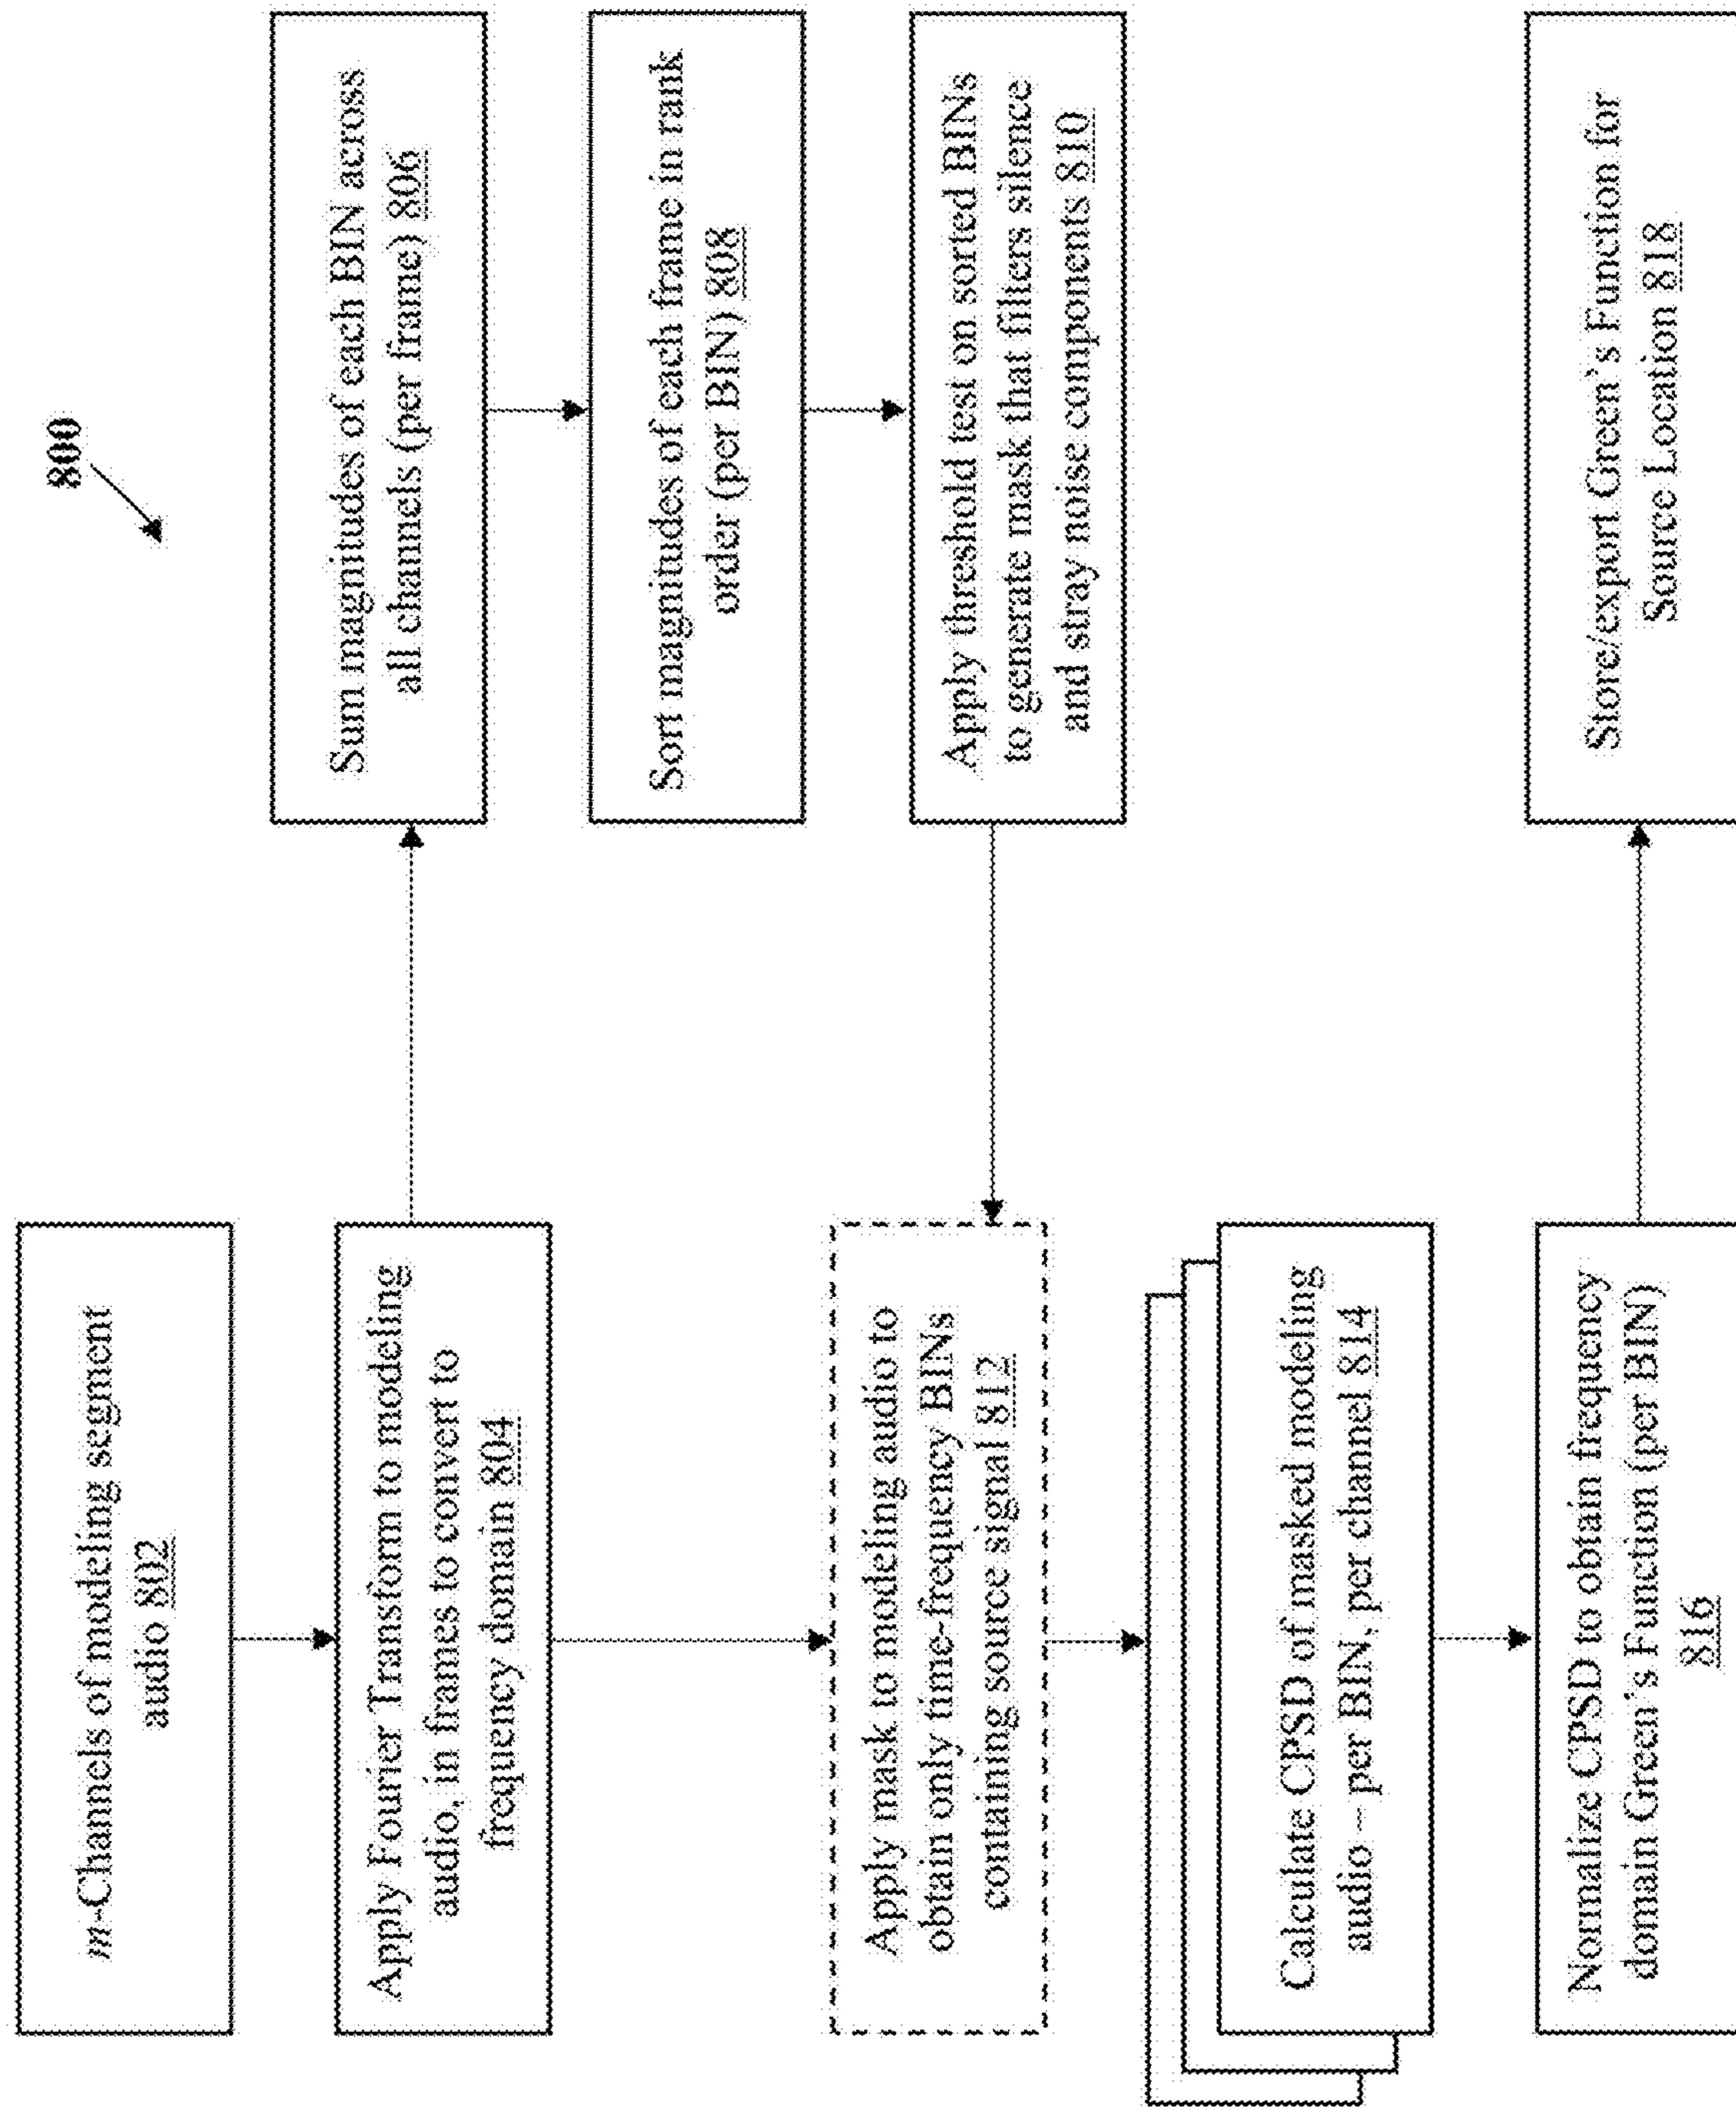 800
m-Channels of modeling segment
audio 802
Apply Fourier Transform to modeling
audio, in frames to convert to
frequency domain 804
Sum magnitudes of each BIN across
all channels (per frame) 806
Sort magnitudes of each frame in rank
order (per BIN) 808
Apply threshold test on sorted BINs
to generate mask that filters silence
and stray noise components 810
Apply mask to modeling audio to
obtain only time-frequency BINs
containing source signal 812
Calculate CPSD of masked modeling
audio – per BIN, per channel 814
Normalize CPSD to obtain frequency
domain Green's Function (per BIN)
816
Store/export Green's Function for
Source Location 818